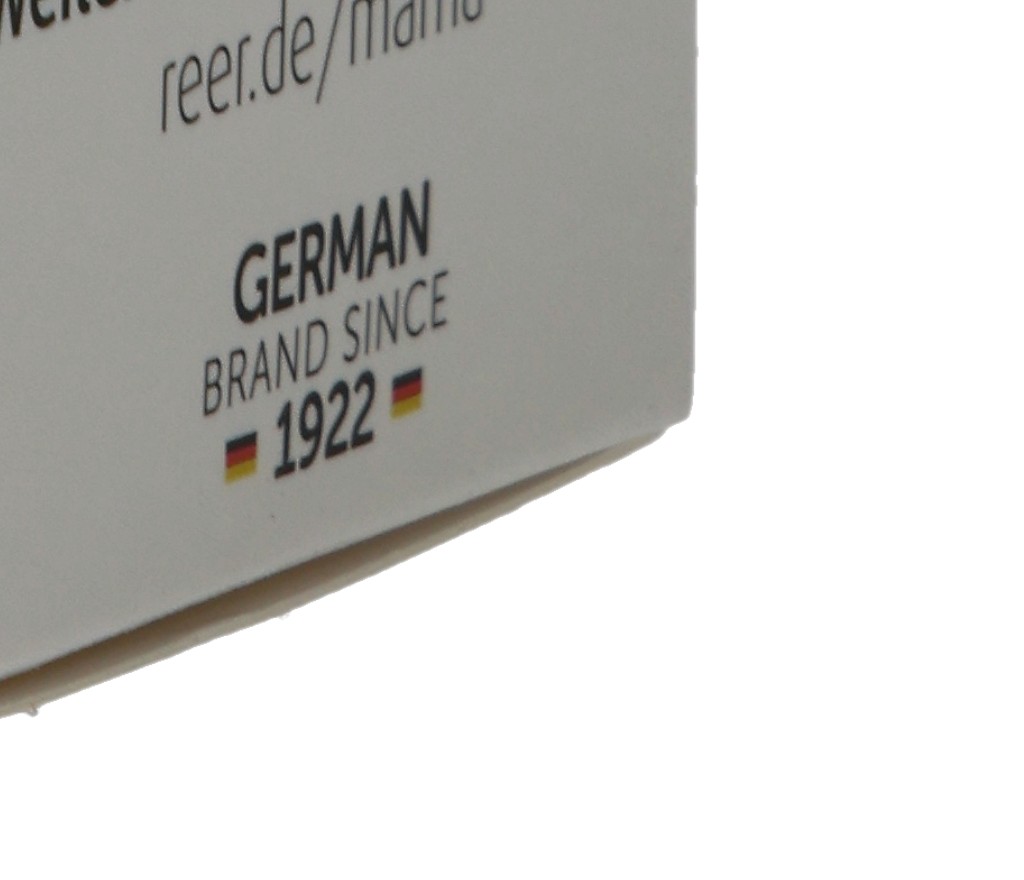 reer.de/mama
GERMAN
BRAND SINCE
1922